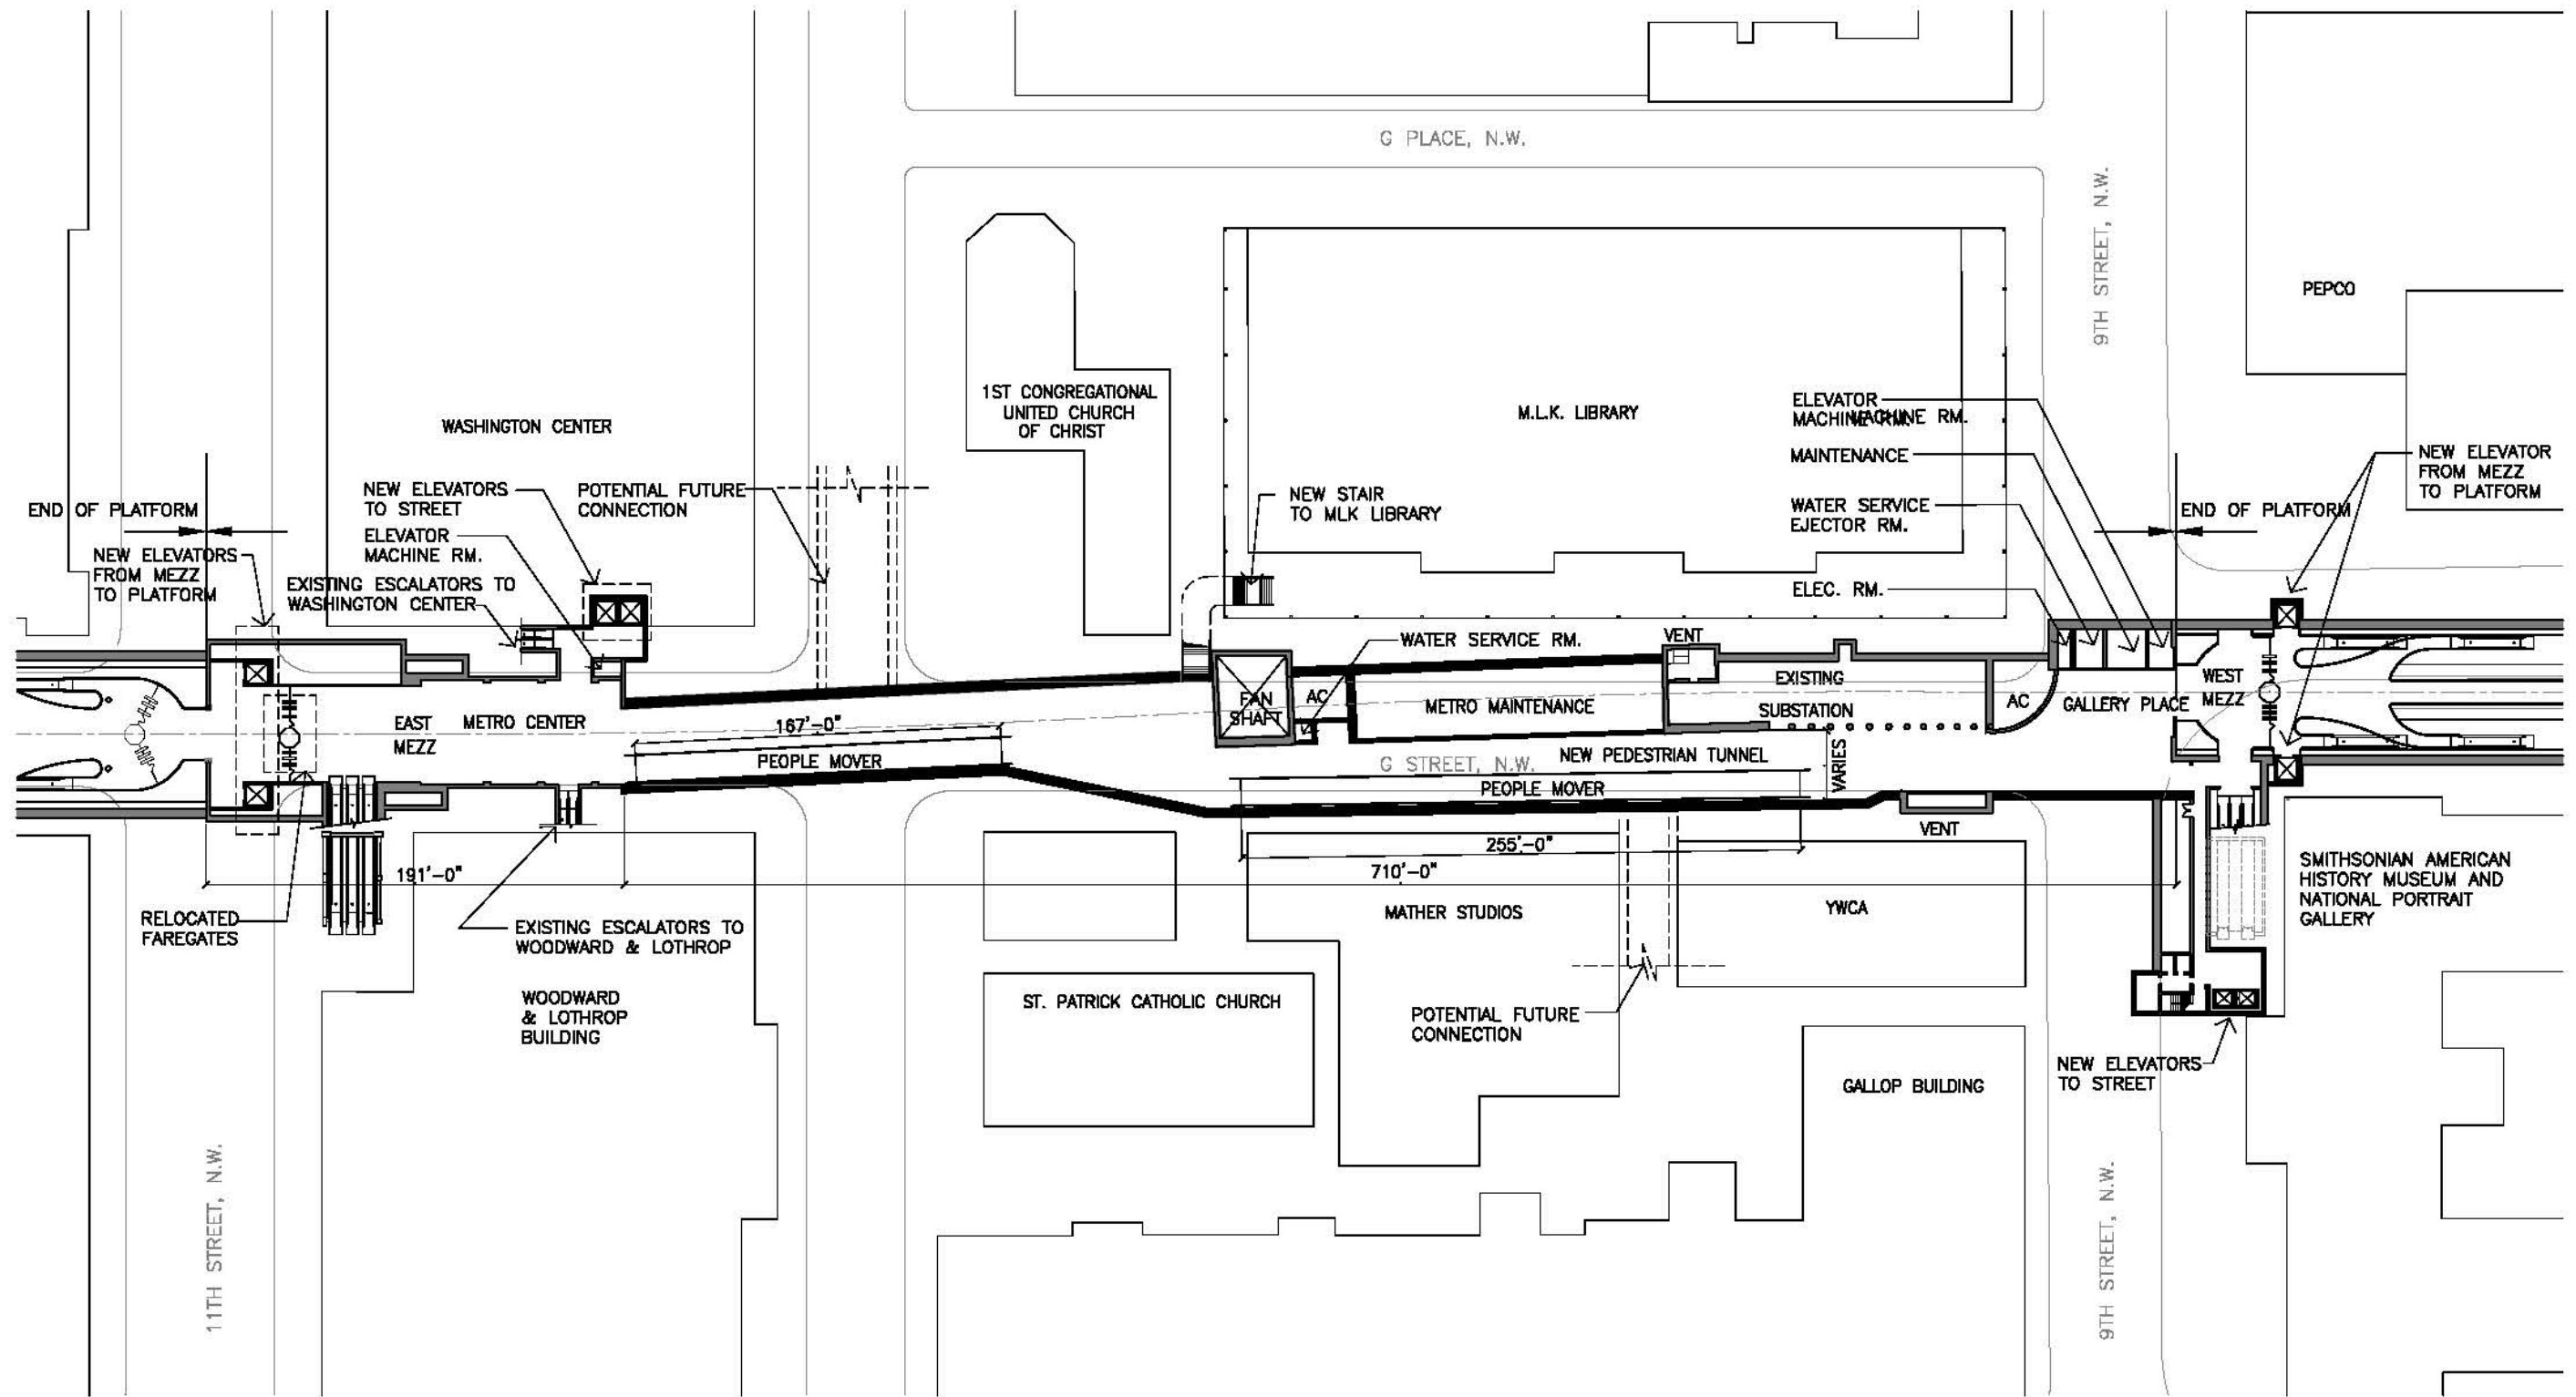 G PLACE, N.W.
9TH STREET, N.W.
PEPCO
1ST CONGREGATIONAL
UNITED CHURCH
OF CHRIST
M.L.K. LIBRARY
WASHINGTON CENTER
ELEVATOR
MACHINE RM.
MACHINE RM.
MAINTENANCE
WATER SERVICE
EJECTOR RM.
ELEC. RM.
NEW ELEVATOR
FROM MEZZ
TO PLATFORM
END OF PLATFORM
END OF PLATFORM
NEW ELEVATORS
TO STREET
POTENTIAL FUTURE
CONNECTION
NEW STAIR
TO MLK LIBRARY
ELEVATOR
MACHINE RM.
NEW ELEVATORS
FROM MEZZ
TO PLATFORM
EXISTING ESCALATORS TO
WASHINGTON CENTER
WATER SERVICE RM.
VENT
FAN
SHAFT
AC
METRO MAINTENANCE
EXISTING
SUBSTATION
AC
GALLERY PLACE
WEST
MEZZ
EAST
MEZZ
METRO CENTER
167'-0"
PEOPLE MOVER
G STREET, N.W.
NEW PEDESTRIAN TUNNEL
VARIES
PEOPLE MOVER
VENT
255'-0"
191'-0"
710'-0"
RELOCATED
FAREGATES
EXISTING ESCALATORS TO
WOODWARD & LOTHROP
MATHER STUDIOS
YWCA
SMITHSONIAN AMERICAN
HISTORY MUSEUM AND
NATIONAL PORTRAIT
GALLERY
WOODWARD
& LOTHROP
BUILDING
ST. PATRICK CATHOLIC CHURCH
POTENTIAL FUTURE
CONNECTION
GALLOP BUILDING
NEW ELEVATORS
TO STREET
11TH STREET, N.W.
9TH STREET, N.W.